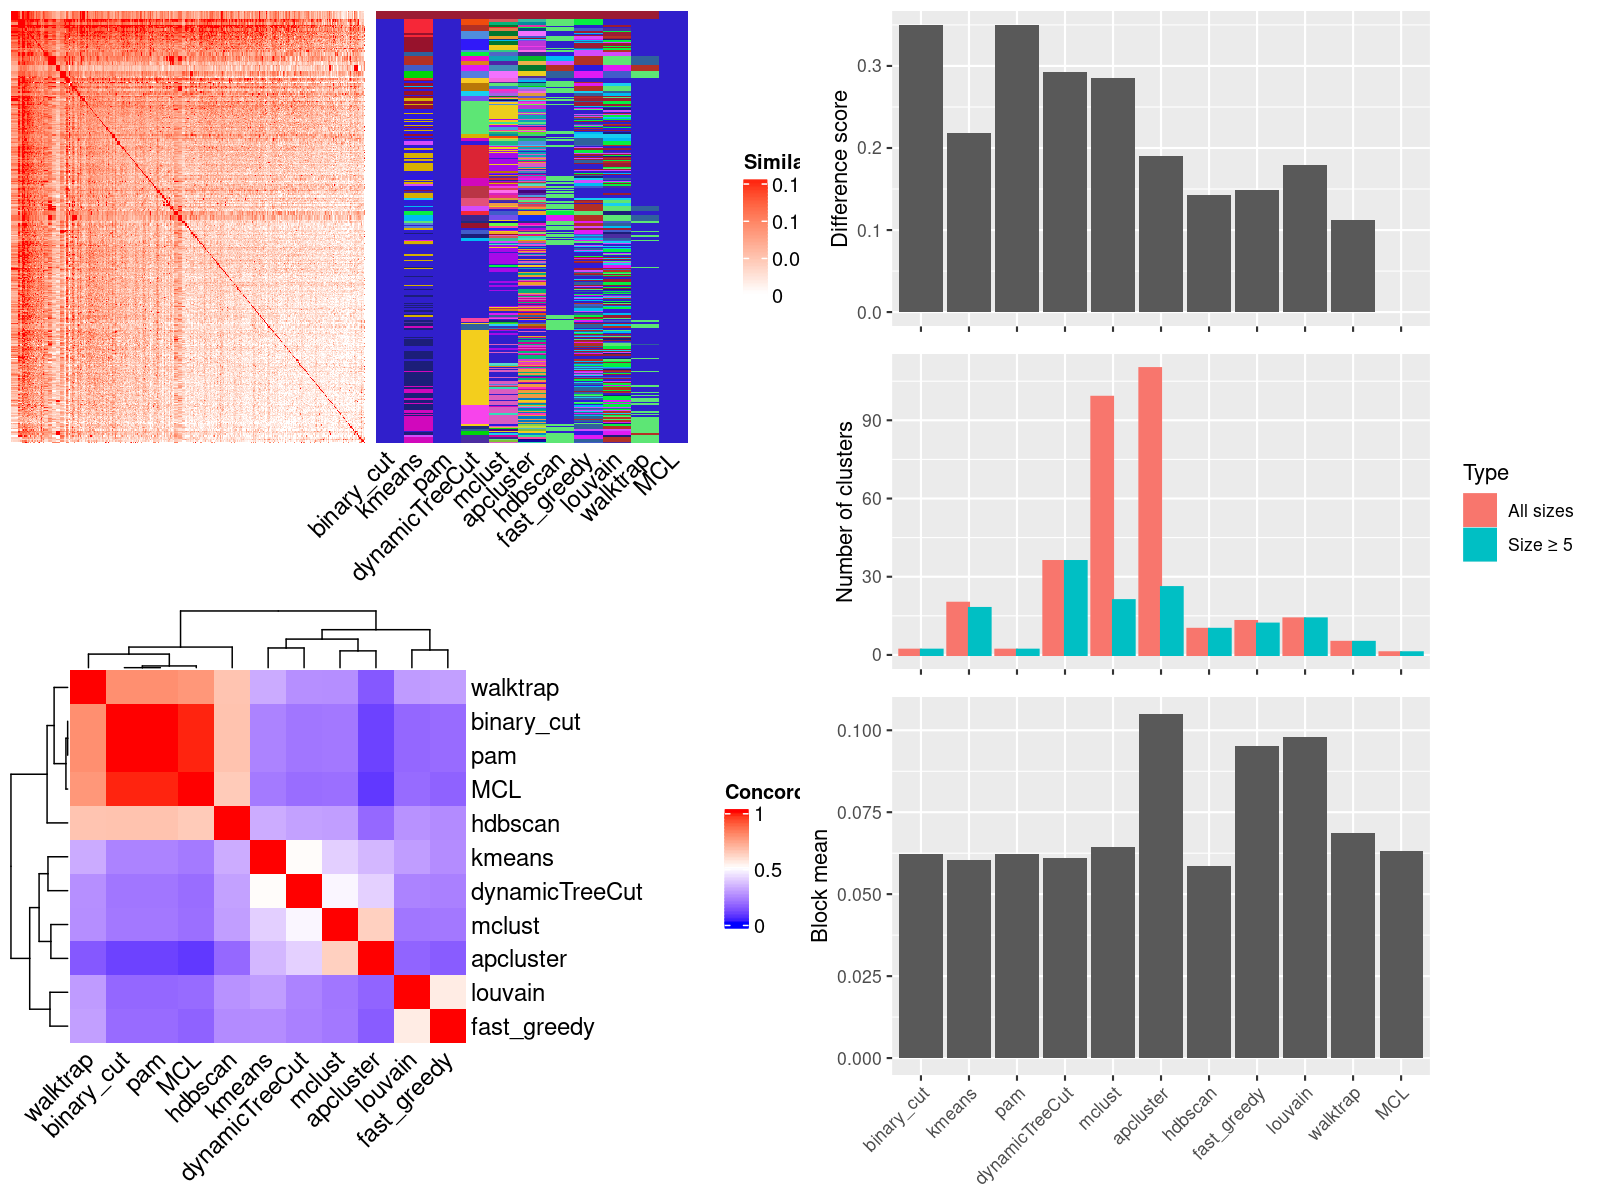 Simila
0.1
0.1
0.0
0
binary_cut
kmeans
pam
dynamicTreeCut
mclust
apcluster
hdbscan
fast_greedy
louvain
walktrap
MCL
walktrap
binary_cut
pam
MCL
hdbscan
kmeans
dynamicTreeCut
mclust
apcluster
louvain
fast_greedy
walktrap
binary_cut
pam
MCL
hdbscan
kmeans
dynamicTreeCut
mclust
apcluster
louvain
fast_greedy
Concord
1
0.5
0
Difference score
0.3
0.2
0.1
0.0
Number of clusters
90
60
30
0
Type
All sizes
Size ≥ 5
Block mean
0.100
0.075
0.050
0.025
0.000
binary_cut
kmeans
pam
dynamicTreeCut
mclust
apcluster
hdbscan
fast_greedy
louvain
walktrap
MCL